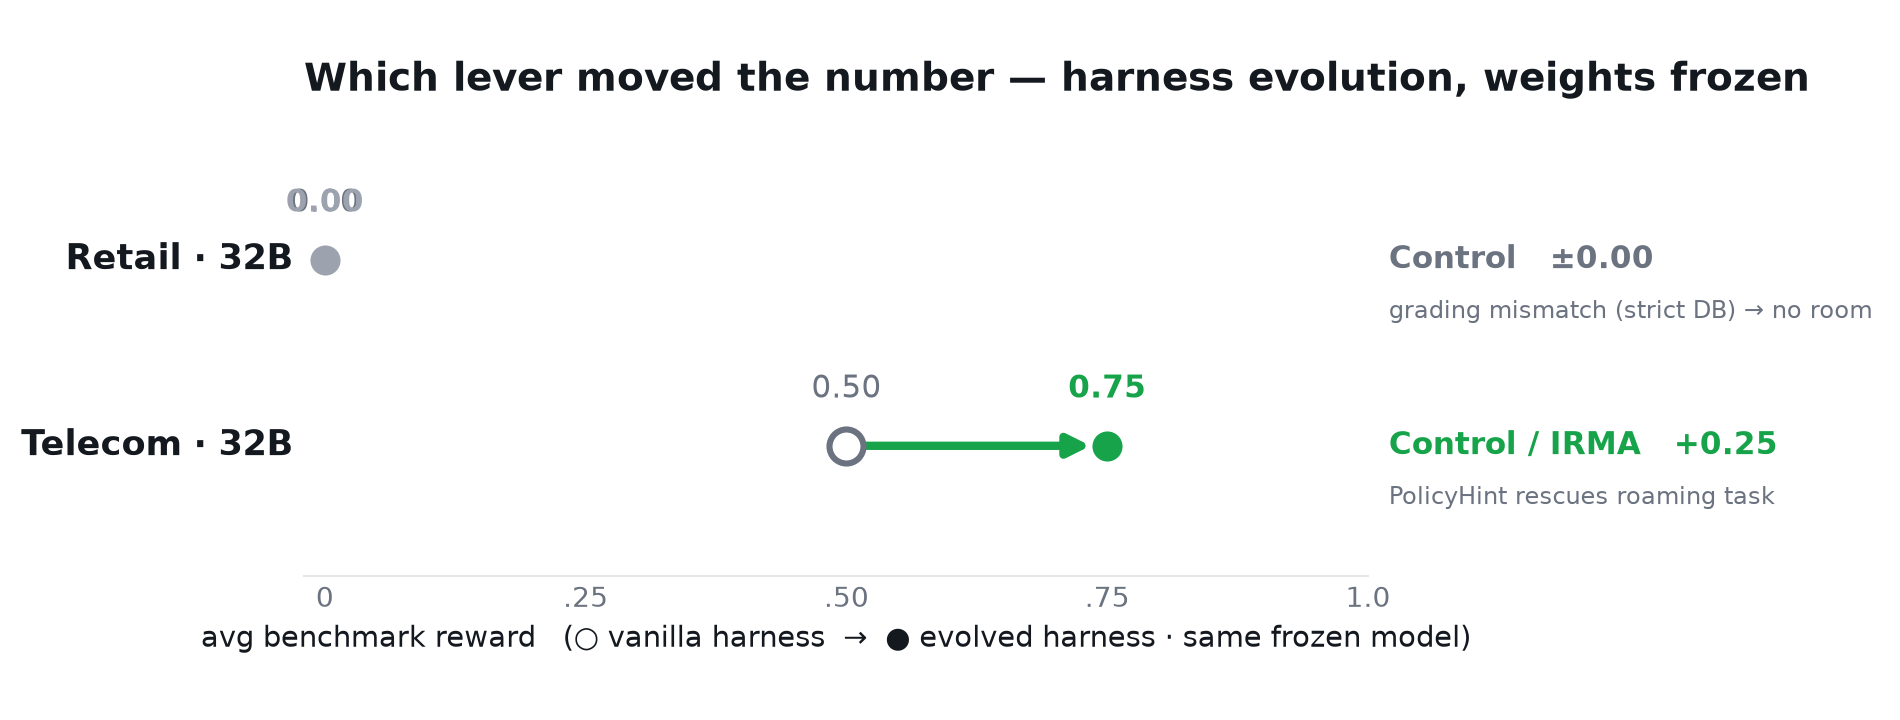 Which lever moved the number — harness evolution, weights frozen
0.00
0.00
Retail · 32B
Control ±0.00
grading mismatch (strict DB) → no room
0.50
0.75
Telecom · 32B
Control / IRMA +0.25
PolicyHint rescues roaming task
0 .25 .50 .75 1.0
avg benchmark reward (○ vanilla harness → ● evolved harness · same frozen model)